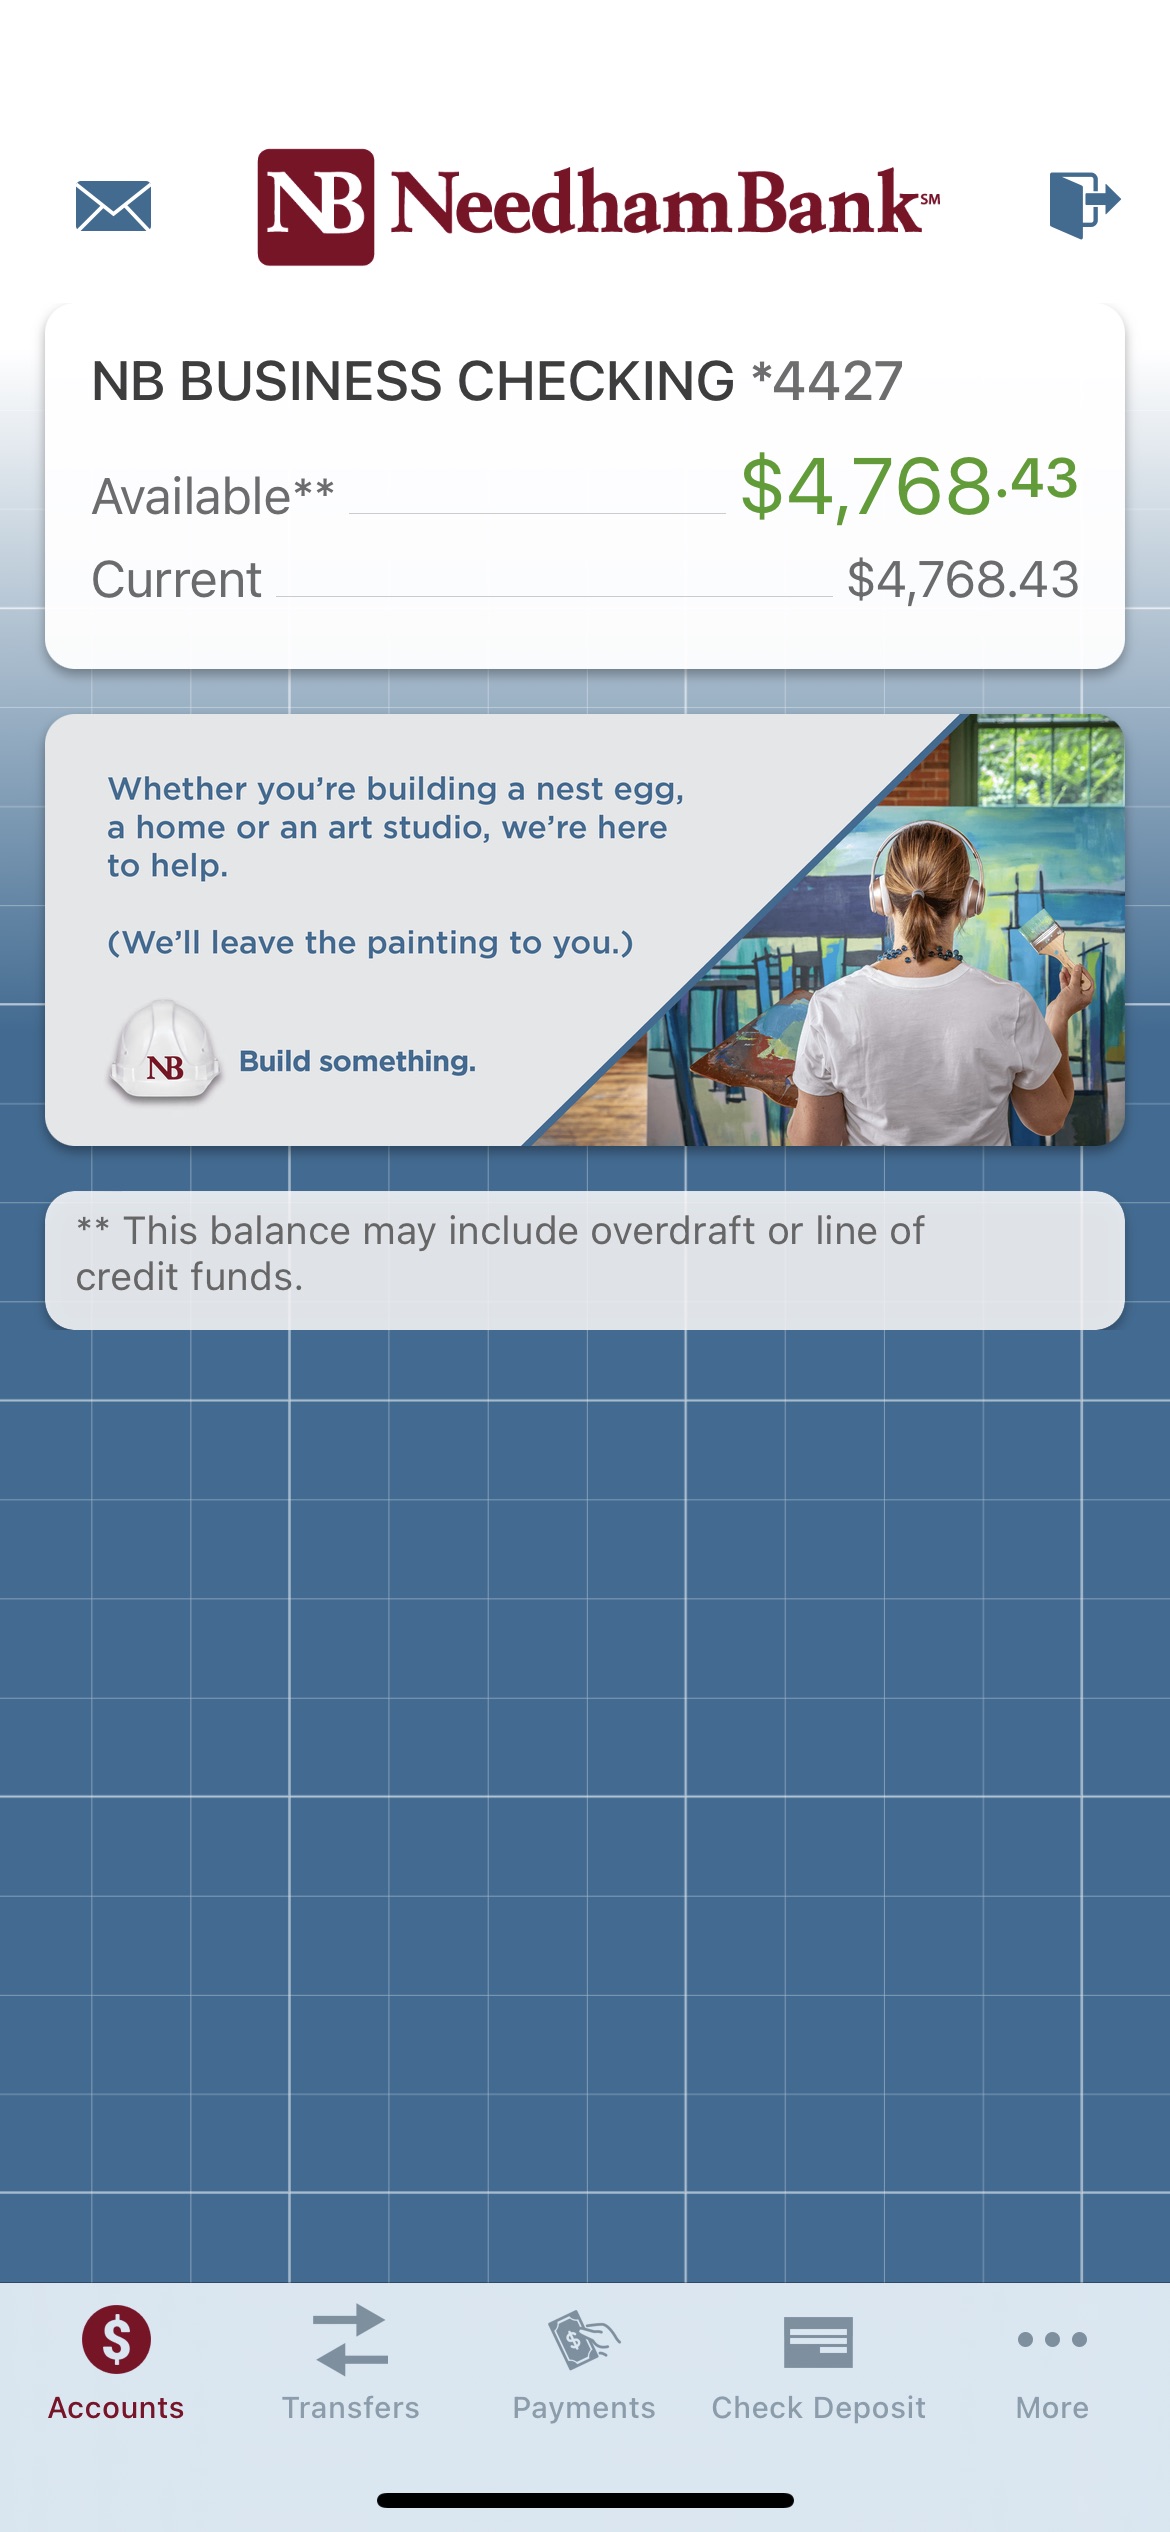 NB NeedhamBank SM
NB BUSINESS CHECKING *4427
Available** $4,768.43
Current $4,768.43
Whether you’re building a nest egg,
a home or an art studio, we’re here
to help.
(We’ll leave the painting to you.)
NB Build something.
** This balance may include overdraft or line of
credit funds.
$ $
Accounts Transfers Payments Check Deposit More